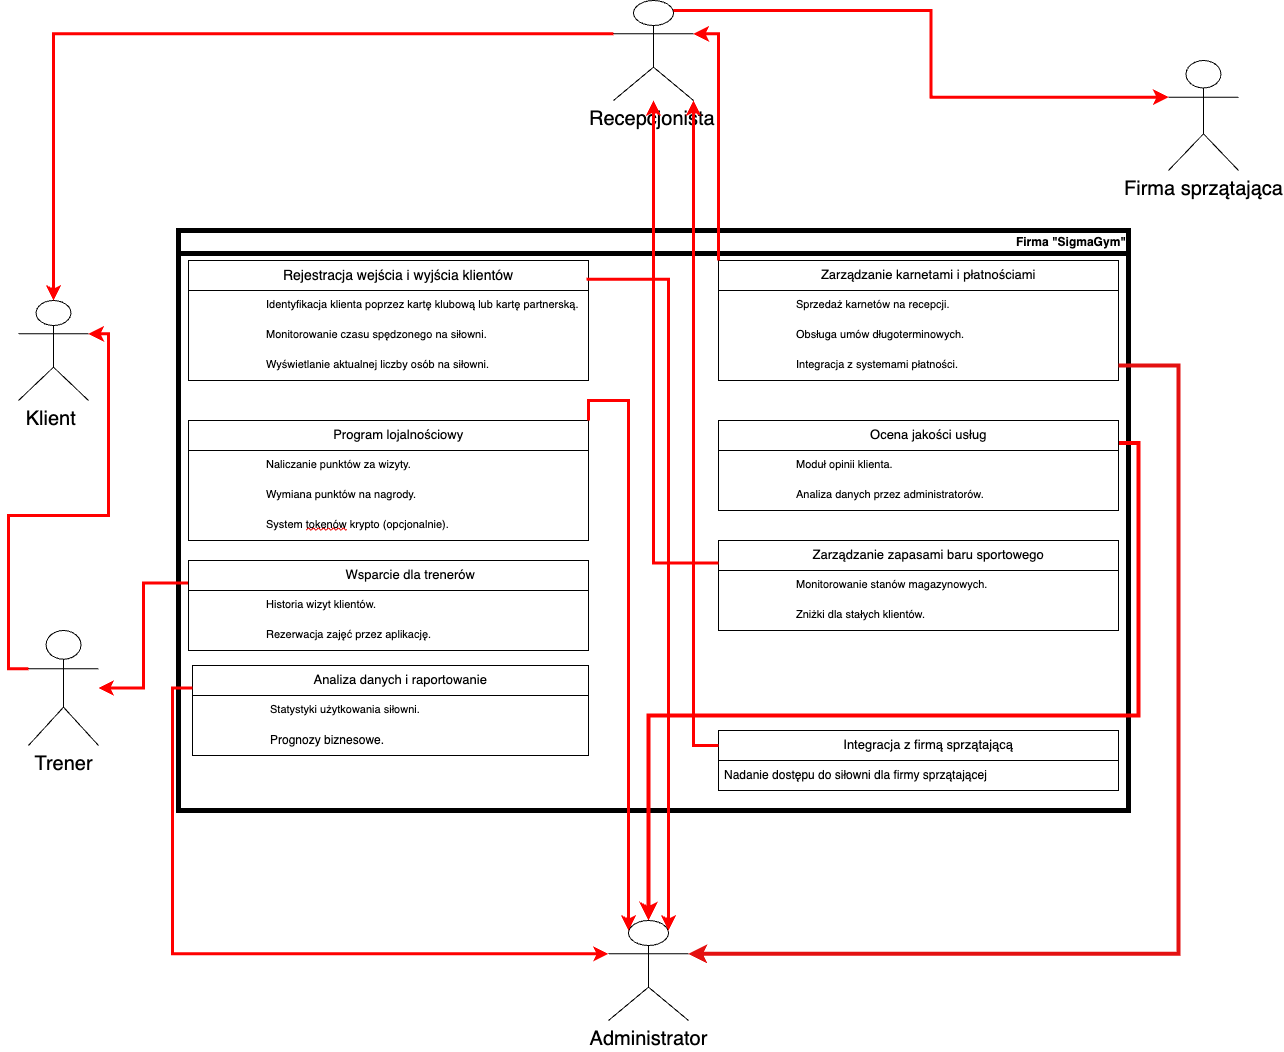 Recepcjonista
Firma sprzątająca
Firma "SigmaGym"
Rejestracja wejścia i wyjścia klientów
Identyfikacja klienta poprzez kartę klubową lub kartę partnerską.
Monitorowanie czasu spędzonego na siłowni.
Wyświetlanie aktualnej liczby osób na siłowni.
Zarządzanie karnetami i płatnościami
Sprzedaż karnetów na recepcji.
Obsługa umów długoterminowych.
Integracja z systemami płatności.
Klient
Program lojalnościowy
Naliczanie punktów za wizyty.
Wymiana punktów na nagrody.
System tokenów krypto (opcjonalnie).
Ocena jakości usług
Moduł opinii klienta.
Analiza danych przez administratorów.
Wsparcie dla trenerów
Historia wizyt klientów.
Rezerwacja zajęć przez aplikację.
Zarządzanie zapasami baru sportowego
Monitorowanie stanów magazynowych.
Zniżki dla stałych klientów.
Trener
Analiza danych i raportowanie
Statystyki użytkowania siłowni.
Prognozy biznesowe.
Integracja z firmą sprzątającą
Nadanie dostępu do siłowni dla firmy sprzątającej
Administrator